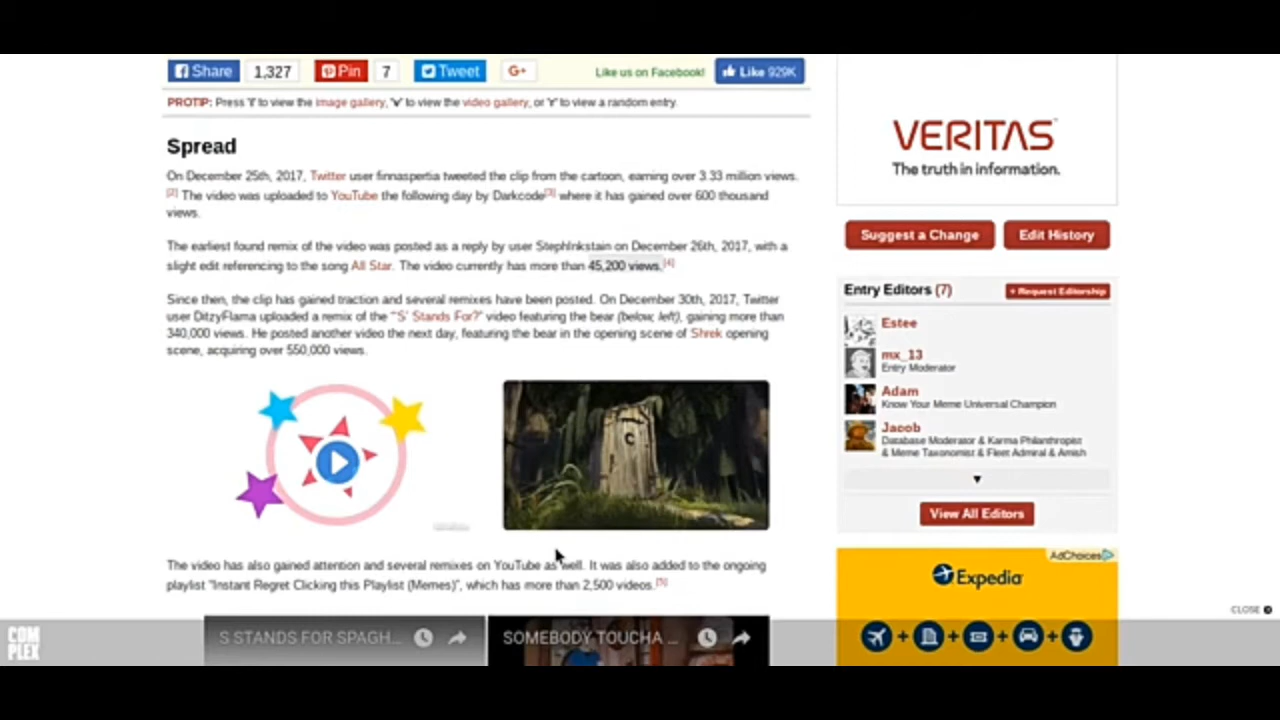 Share 1,327 Pin 7 Tweet G+ Like us on Facebook! Like 929K
PROTIP: Press 'i' to view the image gallery, 'v' to view the video gallery, or 'r' to view a random entry.
Spread
On December 25th, 2017, Twitter user finnaspertia tweeted the clip from the cartoon, earning over 3.33 million views.
[2] The video was uploaded to YouTube the following day by Darkcode[3] where it has gained over 600 thousand
views.
The earliest found remix of the video was posted as a reply by user StephInkstain on December 26th, 2017, with a
slight edit referencing to the song All Star. The video currently has more than 45,200 views.[4]
Since then, the clip has gained traction and several remixes have been posted. On December 30th, 2017, Twitter
user DitzyFlama uploaded a remix of the "'S' Stands For?" video featuring the bear (below, left), gaining more than
340,000 views. He posted another video the next day, featuring the bear in the opening scene of Shrek opening
scene, acquiring over 550,000 views.
The video has also gained attention and several remixes on YouTube as well. It was also added to the ongoing
playlist "Instant Regret Clicking this Playlist (Memes)", which has more than 2,500 videos.[5]
S STANDS FOR SPAGH...
SOMEBODY TOUCHA ...
VERITAS
The truth in information.
Suggest a Change
Edit History
Entry Editors (7)
+ Request Editorship
Estee
mx_13
Entry Moderator
Adam
Know Your Meme Universal Champion
Jacob
Database Moderator & Karma Philanthropist
& Meme Taxonomist & Fleet Admiral & Amish
View All Editors
AdChoices
Expedia
+ + + +
CLOSE
COM
PLEX